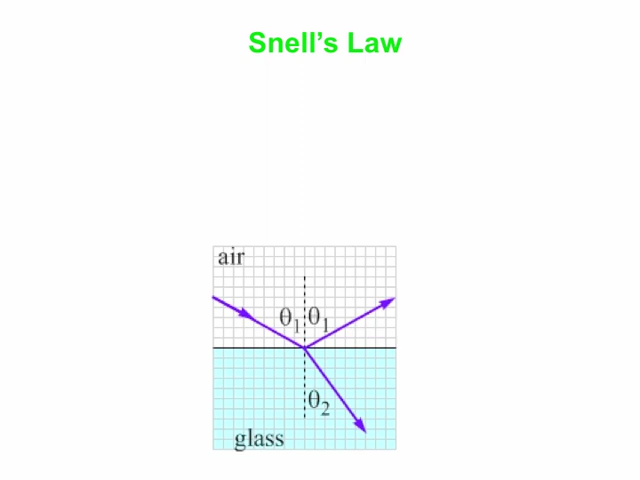 Snell’s Law
air
θ1 θ1
θ2
glass